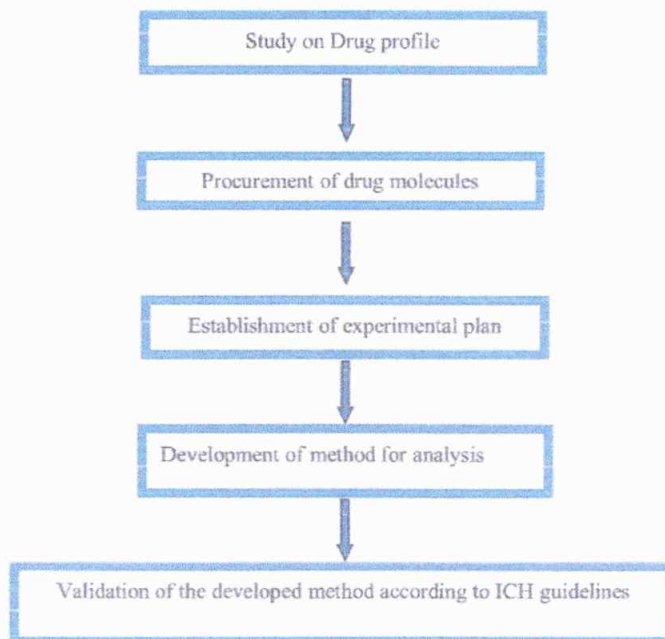 Study on Drug profile
Procurement of drug molecules
Establishment of experimental plan
Development of method for analysis
Validation of the developed method according to ICH guidelines